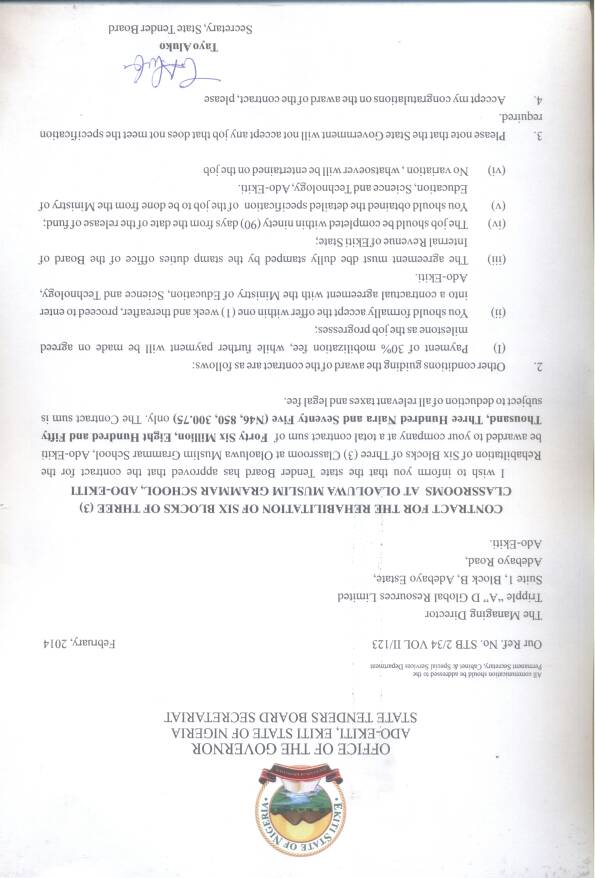 EKITI STATE OF NIGERIA
OFFICE OF THE GOVERNOR
ADO-EKITI, EKITI STATE OF NIGERIA
STATE TENDERS BOARD SECRETARIAT
All communication should be addressed to the
Permanent Secretary, Cabinet & Special Services Department
Our Ref. No. STB 2/34 VOL II/123
February, 2014
The Managing Director
Tripple “A” D Global Resources Limited
Suite 1, Block B, Adebayo Estate,
Adebayo Road,
Ado-Ekiti.
CONTRACT FOR THE REHABILITATION OF SIX BLOCKS OF THREE (3)
CLASSROOMS AT OLAOLUWA MUSLIM GRAMMAR SCHOOL, ADO-EKITI
I wish to inform you that the state Tender Board has approved that the contract for the
Rehabiltation of Six Blocks of Three (3) Classroom at Olaoluwa Muslim Grammar School, Ado-Ekiti
be awarded to your company at a total contract sum of Forty Six Million, Eight Hundred and Fifty
Thousand, Three Hundred Naira and Seventy Five (N46, 850, 300.75) only. The Contract sum is
subject to deduction of all relevant taxes and legal fee.
2. Other conditions guiding the award of the contract are as follows:
(I) Payment of 30% mobilization fee, while further payment will be made on agreed
milestone as the job progresses;
(ii) You should formally accept the offer within one (1) week and thereafter, proceed to enter
into a contractual agreement with the Ministry of Education, Science and Technology,
Ado-Ekiti.
(iii) The agreement must dbe dully stamped by the stamp duties office of the Board of
Internal Revenue of Ekiti State;
(iv) The job should be completed within ninety (90) days from the date of the release of fund;
(v) You should obtained the detailed specification of the job to be done from the Ministry of
Education, Science and Technology, Ado-Ekiti.
(vi) No variation , whatsoever will be entertained on the job
3. Please note that the State Government will not accept any job that does not meet the specification
required.
4. Accept my congratulations on the award of the contract, please
Tayo Aluko
Secretary, State Tender Board